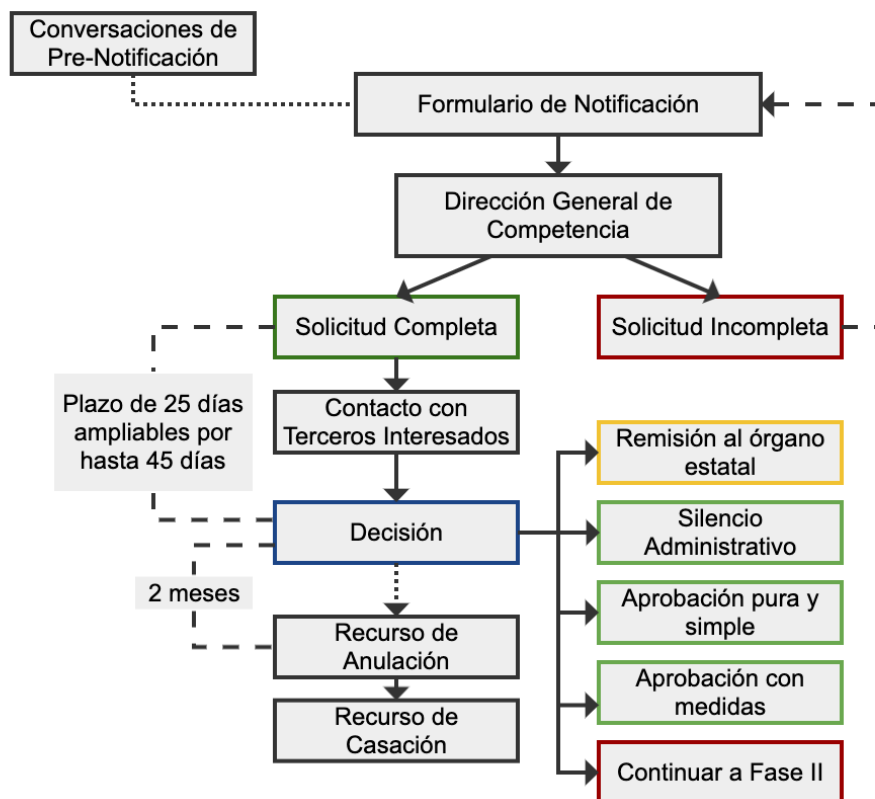 Conversaciones de
Pre-Notificación
Formulario de Notificación
Dirección General de
Competencia
Solicitud Completa
Solicitud Incompleta
Plazo de 25 días
ampliables por
hasta 45 días
Contacto con
Terceros Interesados
Remisión al órgano
estatal
Decisión
Silencio
Administrativo
2 meses
Aprobación pura y
simple
Recurso de
Anulación
Aprobación con
medidas
Recurso de
Casación
Continuar a Fase II